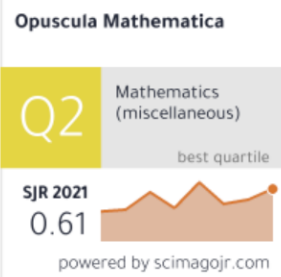 Opuscula Mathematica
Q2
Mathematics
(miscellaneous)
best quartile
SJR 2021
0.61
powered by scimagojr.com